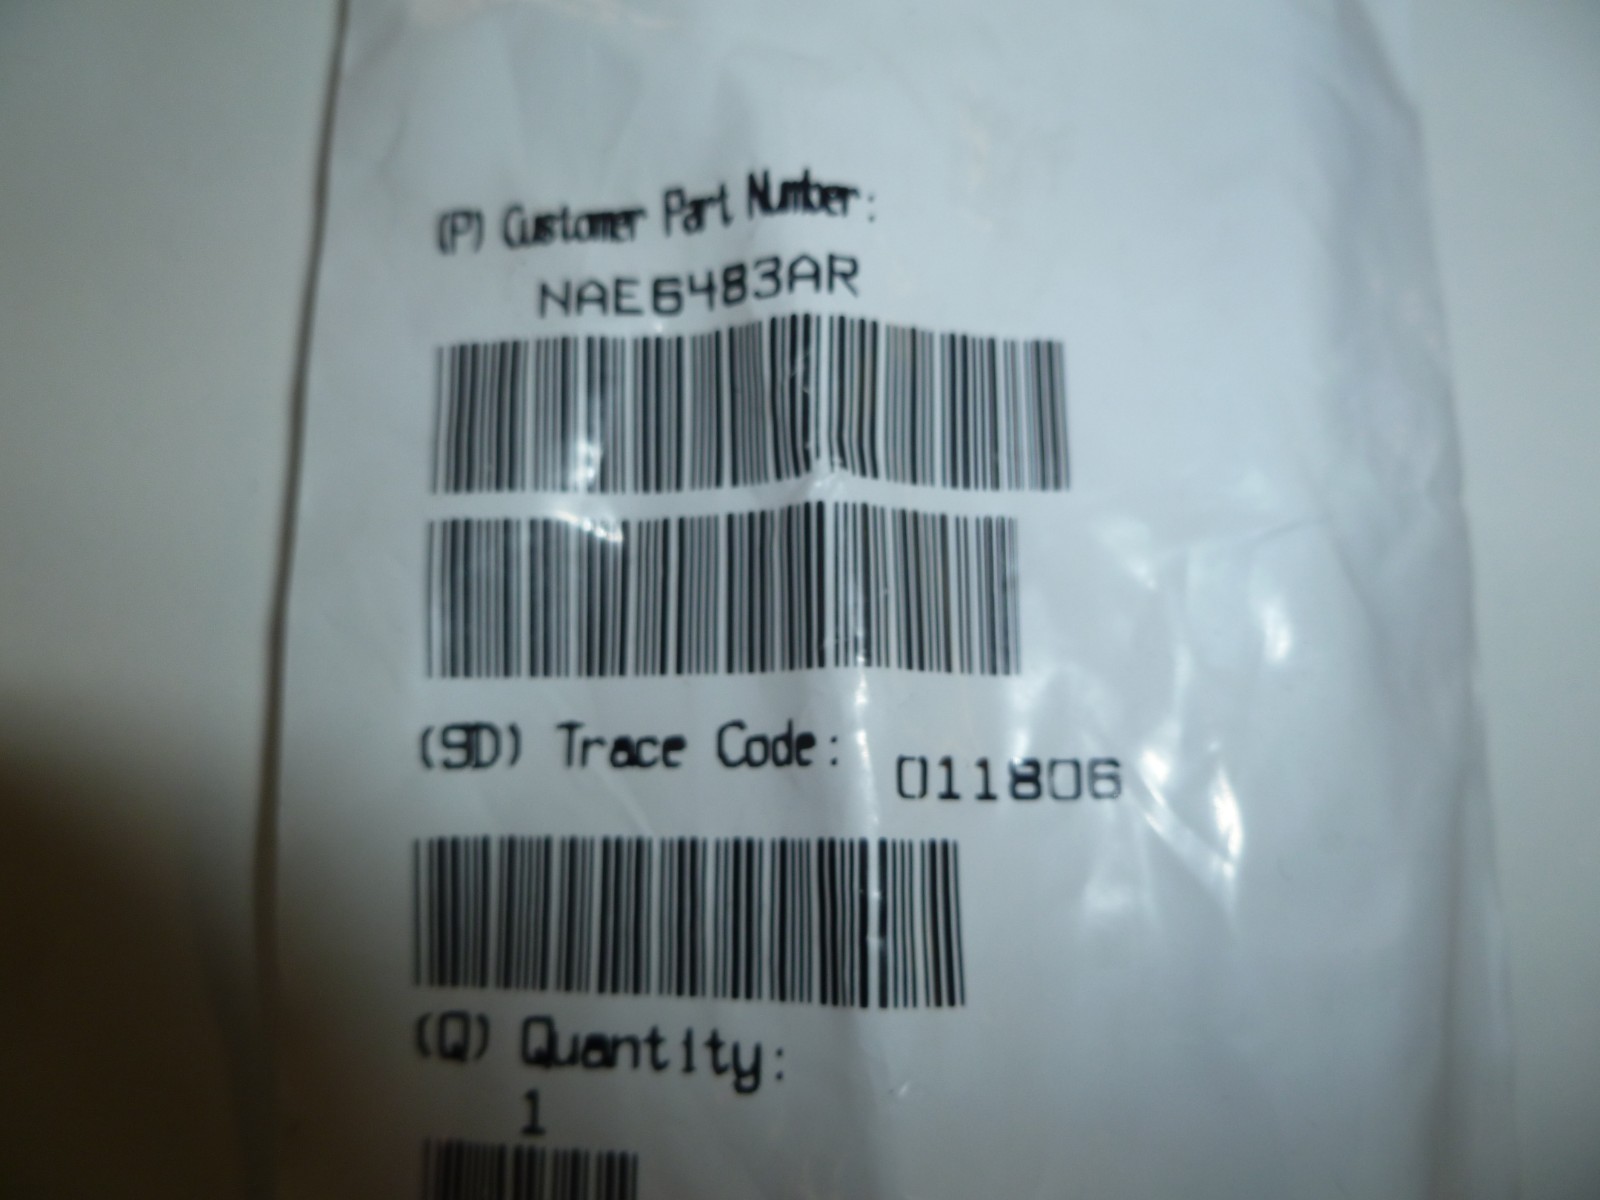 (P) Customer Part Number:
NAE6483AR
(9D) Trace Code: 011806
(Q) Quantity:
1